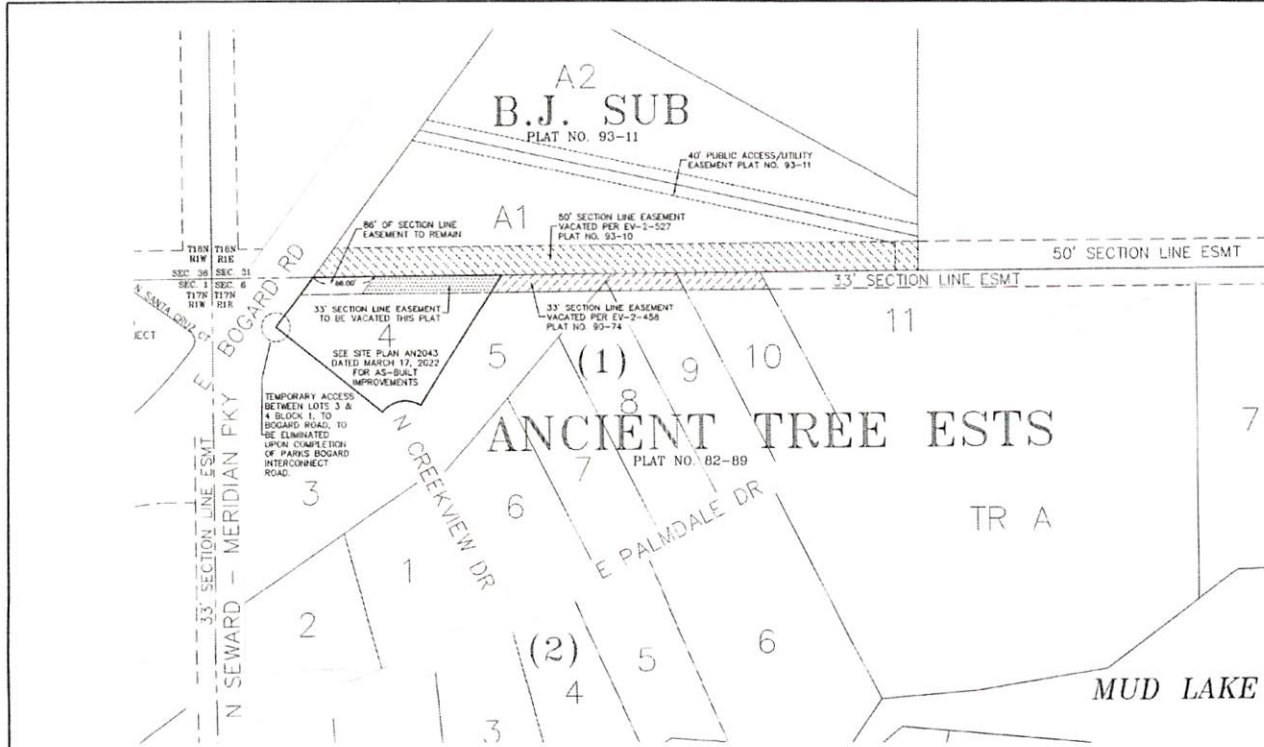 A2
B.J. SUB
PLAT NO. 93-11
40' PUBLIC ACCESS/UTILITY
EASEMENT PLAT NO. 93-11
A1
86' OF SECTION LINE
EASEMENT TO REMAIN
50' SECTION LINE EASEMENT
VACATED PER EV-2-527
PLAT NO. 93-10
T18N T18N
R1W R1E
SEC. 36 SEC. 31
SEC. 1 SEC. 6
T17N T17N
R1W R1E
50' SECTION LINE ESMT
33' SECTION LINE ESMT
86.00'
N SANTA CRUZ CT
E BOGARD RD
33' SECTION LINE EASEMENT
TO BE VACATED THIS PLAT
33' SECTION LINE EASEMENT
VACATED PER EV-2-458
PLAT NO. 90-74
4
SEE SITE PLAN AN2043
DATED MARCH 17, 2022
FOR AS-BUILT
IMPROVEMENTS
ECT
TEMPORARY ACCESS
BETWEEN LOTS 3 &
4 BLOCK 1, TO
BOGARD ROAD, TO
BE ELIMINATED
UPON COMPLETION
OF PARKS BOGARD
INTERCONNECT
ROAD.
5
(1)
8
9
10
11
7
ANCIENT TREE ESTS
PLAT NO. 82-89
3
6
7
TR A
N CREEKVIEW DR
E PALMDALE DR
33' SECTION LINE ESMT
N SEWARD - MERIDIAN PKY
1
2
(2)
3
4
5
6
MUD LAKE